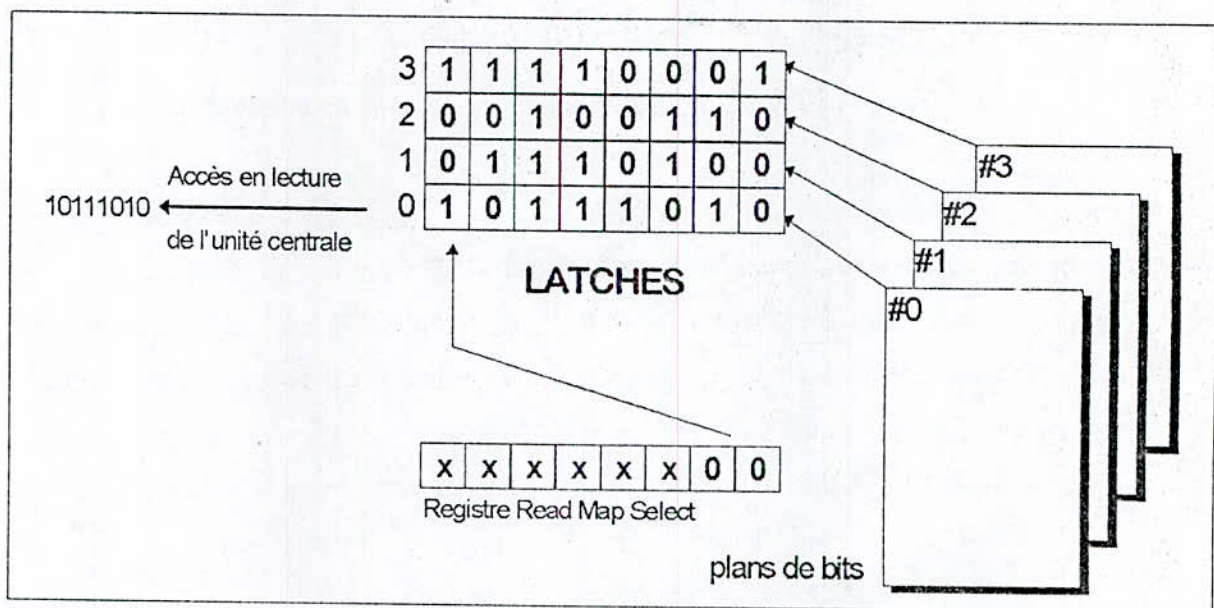 3 1 1 1 1 0 0 0 1
2 0 0 1 0 0 1 1 0
1 0 1 1 1 0 1 0 0
0 1 0 1 1 1 0 1 0
Accès en lecture
10111010
de l'unité centrale
LATCHES
#3
#2
#1
#0
x x x x x x 0 0
Registre Read Map Select
plans de bits